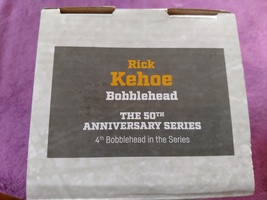 Rick
Kehoe
Bobblehead
THE 50TH
ANNIVERSARY SERIES
4th Bobblehead in the Series